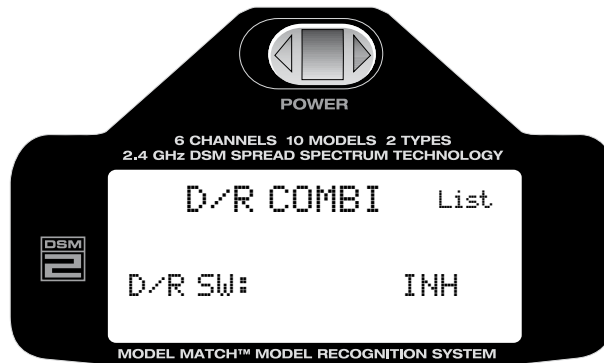 POWER
6 CHANNELS 10 MODELS 2 TYPES
2.4 GHz DSM SPREAD SPECTRUM TECHNOLOGY
D/R COMBI List
DSM
2
D/R SW: INH
MODEL MATCH™ MODEL RECOGNITION SYSTEM